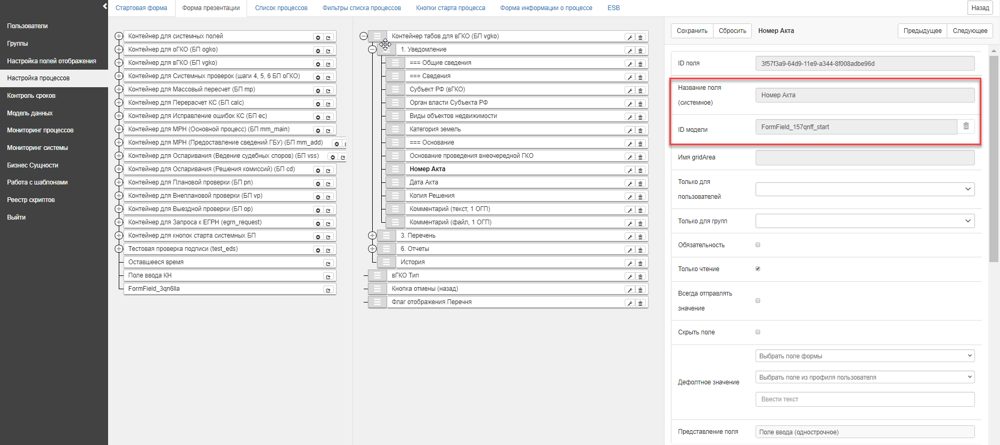 Стартовая форма
Форма презентации
Список процессов
Фильтры списка процессов
Кнопки старта процесса
Форма информации о процессе
ESB
Назад
Пользователи
Группы
Настройка полей отображения
Настройка процессов
Контроль сроков
Модель данных
Мониторинг процессов
Мониторинг системы
Бизнес Сущности
Работа с шаблонами
Реестр скриптов
Выйти
Контейнер для системных полей
Контейнер для оГКО (БП ogko)
Контейнер для вГКО (БП vgko)
Контейнер для Системных проверок (шаги 4, 5, 6 БП оГКО)
Контейнер для Массовый пересчет (БП mp)
Контейнер для Перерасчет КС (БП calc)
Контейнер для Исправление ошибок КС (БП ec)
Контейнер для МРН (Основной процесс) (БП mm_main)
Контейнер для МРН (Предоставление сведений ГБУ) (БП mm_add)
Контейнер для Оспаривания (Ведение судебных споров) (БП vss)
Контейнер для Оспаривания (Решения комиссий) (БП cd)
Контейнер для Плановой проверки (БП pn)
Контейнер для Внеплановой проверки (БП vp)
Контейнер для Выездной проверки (БП op)
Контейнер для Запроса к ЕГРН (egrn_request)
Контейнер для кнопок старта системных БП
Тестовая проверка подписи (test_eds)
Оставшееся время
Поле ввода КН
FormField_3qn6lla
Контейнер табов для вГКО (БП vgko)
1. Уведомление
=== Общие сведения
=== Сведения
Субъект РФ (вГКО)
Орган власти Субъекта РФ
Виды объектов недвижимости
Категория земель
=== Основание
Основание проведения внеочередной ГКО
Номер Акта
Дата Акта
Копия Решения
Комментарий (текст, 1 ОГП)
Комментарий (файл, 1 ОГП)
3. Перечень
6. Отчеты
История
вГКО Тип
Кнопка отмены (назад)
Флаг отображения Перечня
Сохранить
Сбросить
Номер Акта
Предыдущее
Следующее
ID поля
3f57f3a9-64d9-11e9-a344-8f008adbe96d
Название поля
(системное)
Номер Акта
ID модели
FormField_157qnff_start
Имя gridArea
Только для
пользователей
Только для групп
Обязательность
Только чтение
Всегда отправлять
значение
Скрыть поле
Дефолтное значение
Выбрать поле формы
Выбрать поле из профиля пользователя
Ввести текст
Представление поля
Поле ввода (однострочное)